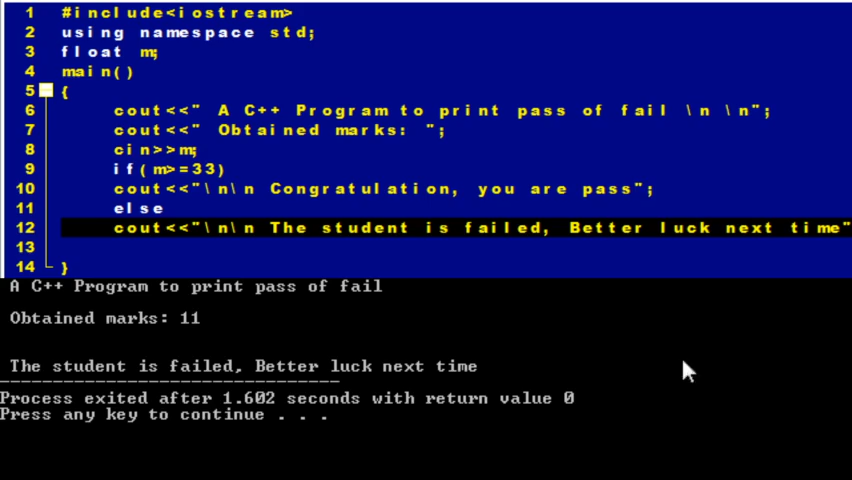 1 #include<iostream>
2 using namespace std;
3 float m;
4 main()
5 {
6 cout<<" A C++ Program to print pass of fail \n \n";
7 cout<<" Obtained marks: ";
8 cin>>m;
9 if(m>=33)
10 cout<<"\n\n Congratulation, you are pass";
11 else
12 cout<<"\n\n The student is failed, Better luck next time"
13
14 }
A C++ Program to print pass of fail
Obtained marks: 11
The student is failed, Better luck next time
--------------------------------
Process exited after 1.602 seconds with return value 0
Press any key to continue . . .